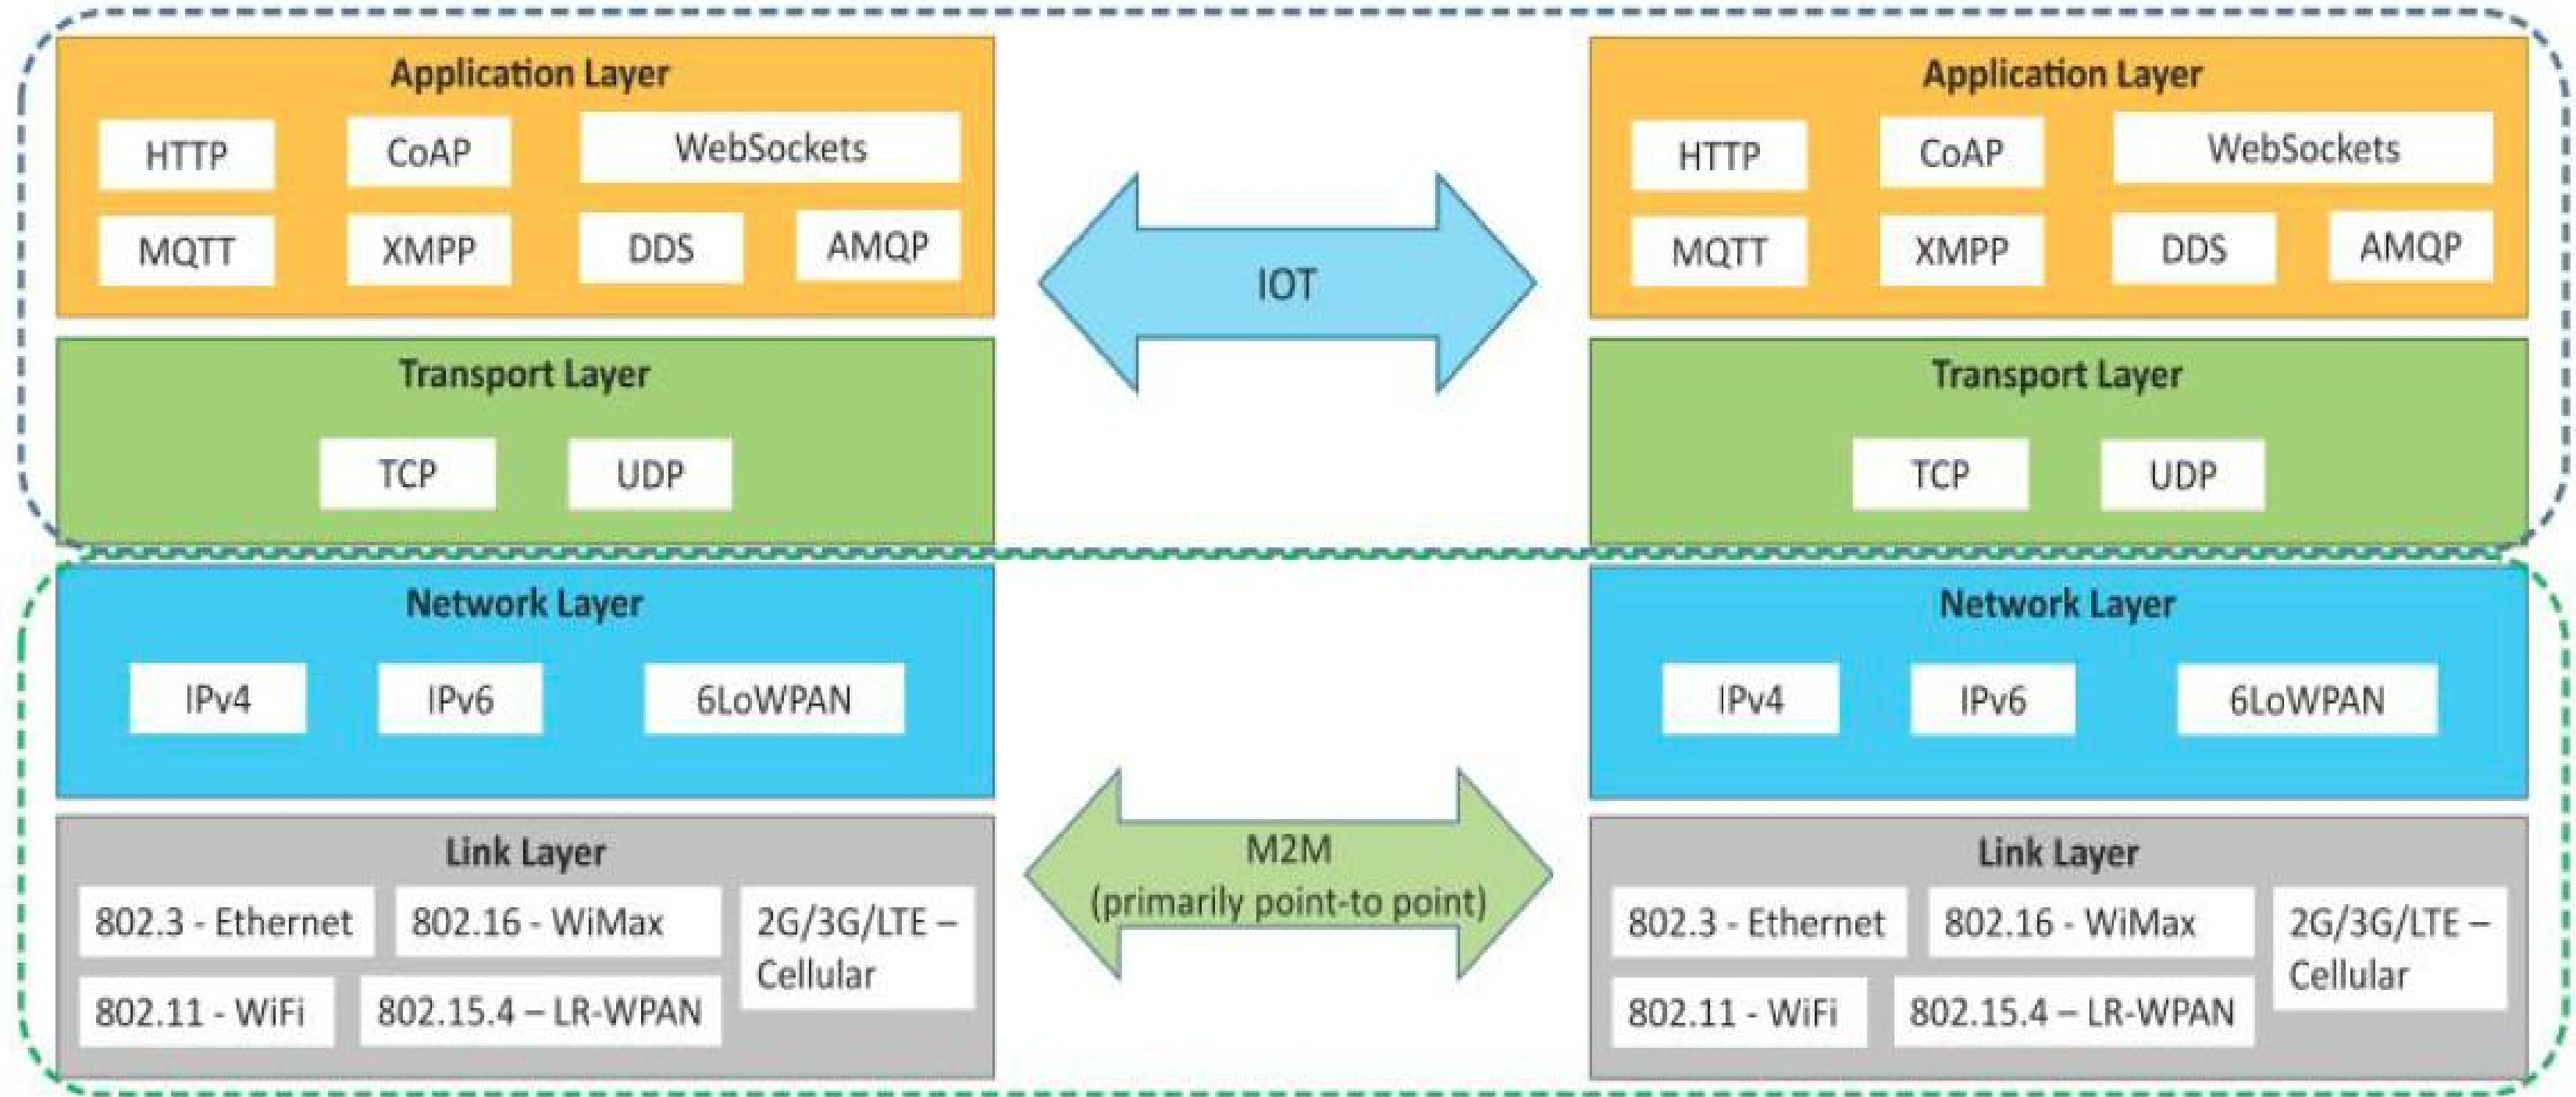 Application Layer
HTTP
CoAP
WebSockets
MQTT
XMPP
DDS
AMQP
Transport Layer
TCP
UDP
Network Layer
IPv4
IPv6
6LoWPAN
Link Layer
802.3 - Ethernet
802.16 - WiMax
2G/3G/LTE –
Cellular
802.11 - WiFi
802.15.4 – LR-WPAN
IOT
M2M
(primarily point-to point)
Application Layer
HTTP
CoAP
WebSockets
MQTT
XMPP
DDS
AMQP
Transport Layer
TCP
UDP
Network Layer
IPv4
IPv6
6LoWPAN
Link Layer
802.3 - Ethernet
802.16 - WiMax
2G/3G/LTE –
Cellular
802.11 - WiFi
802.15.4 – LR-WPAN